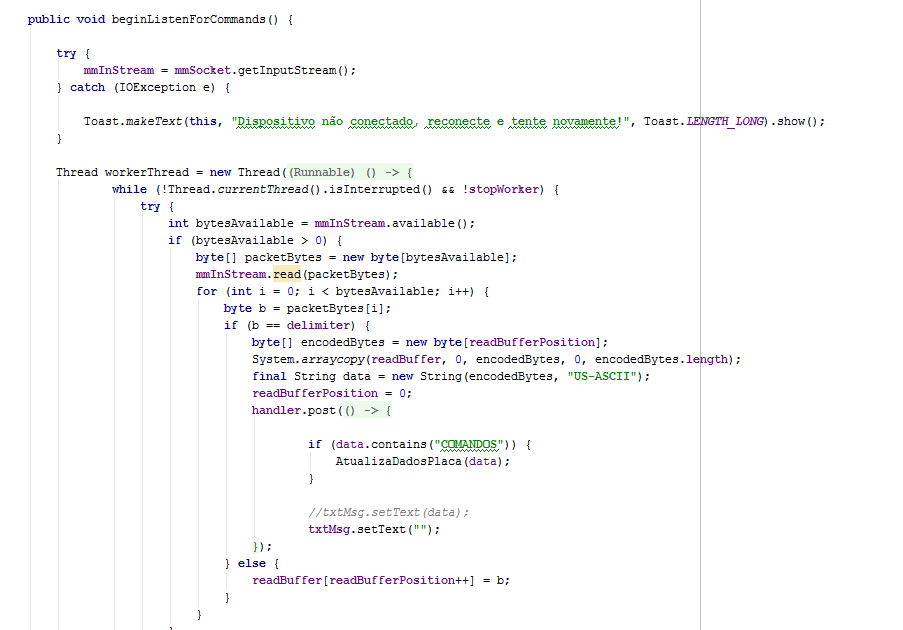 public void beginListenForCommands() {
try {
mmInStream = mmSocket.getInputStream();
} catch (IOException e) {
Toast.makeText(this, "Dispositivo não conectado, reconecte e tente novamente!", Toast.LENGTH_LONG).show();
}
Thread workerThread = new Thread((Runnable) () -> {
while (!Thread.currentThread().isInterrupted() && !stopWorker) {
try {
int bytesAvailable = mmInStream.available();
if (bytesAvailable > 0) {
byte[] packetBytes = new byte[bytesAvailable];
mmInStream.read(packetBytes);
for (int i = 0; i < bytesAvailable; i++) {
byte b = packetBytes[i];
if (b == delimiter) {
byte[] encodedBytes = new byte[readBufferPosition];
System.arraycopy(readBuffer, 0, encodedBytes, 0, encodedBytes.length);
final String data = new String(encodedBytes, "US-ASCII");
readBufferPosition = 0;
handler.post(() -> {
if (data.contains("COMANDOS")) {
AtualizaDadosPlaca(data);
}
//txtMsg.setText(data);
txtMsg.setText("");
});
} else {
readBuffer[readBufferPosition++] = b;
}
}